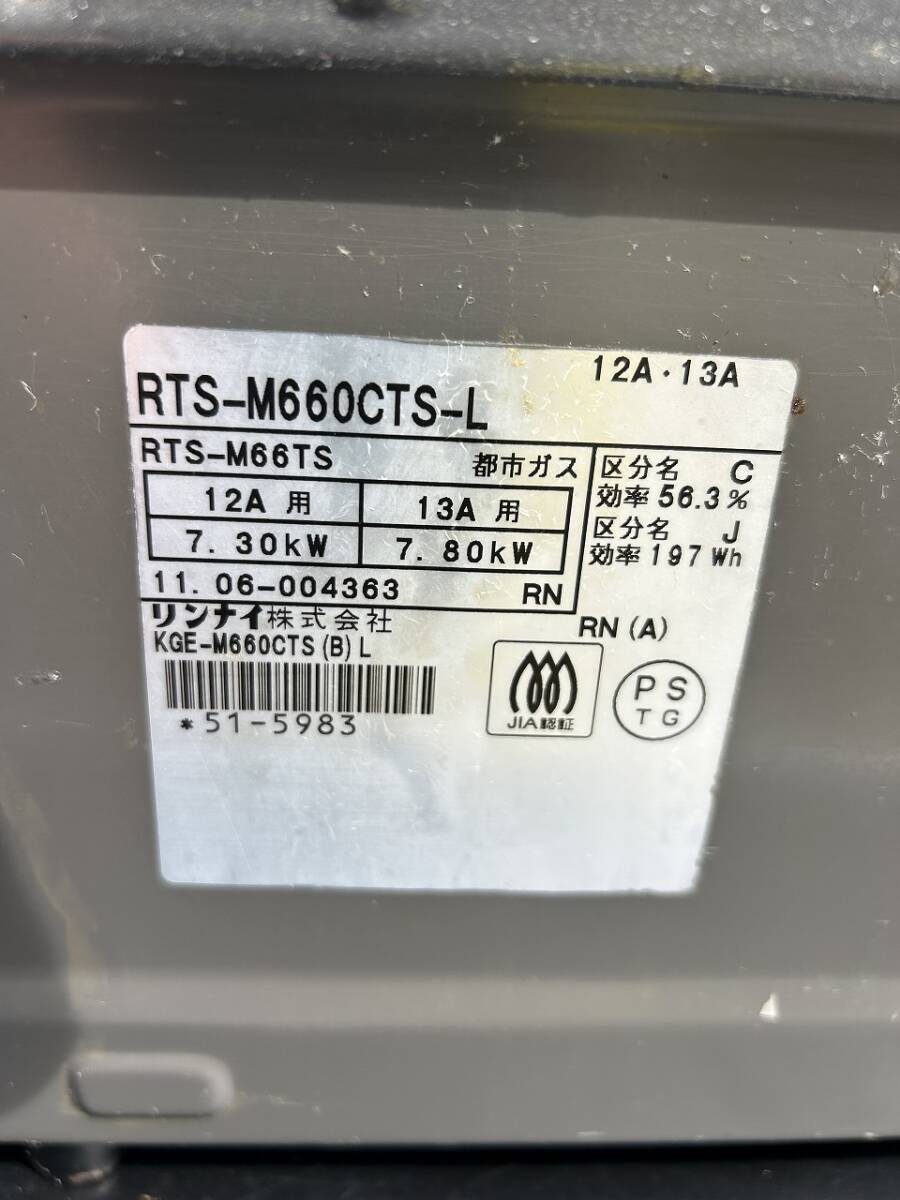 12A・13A
RTS-M660CTS-L
RTS-M66TS 都市ガス
12A 用 13A 用
7.30kW 7.80kW
11.06-004363 RN
区分名 C
効率 56.3%
区分名 J
効率 197 Wh
リンナイ株式会社
RN (A)
KGE-M660CTS (B) L
*51-5983
JIA認証
PS
TG